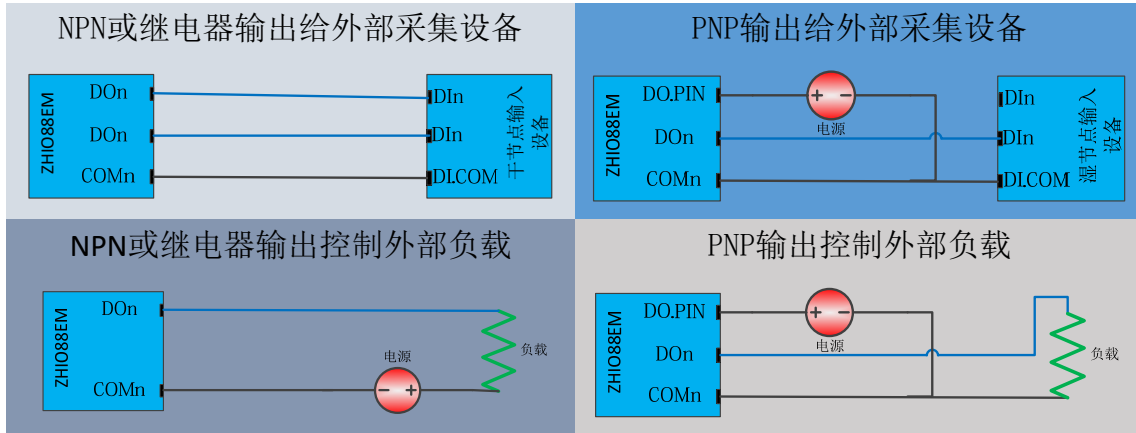 NPN或继电器输出给外部采集设备
ZHIO88EM
DOn
DOn
COMn
DIn
DIn
DI.COM
干节点输入
设备
PNP输出给外部采集设备
ZHIO88EM
DO.PIN
DOn
COMn
+ -
电源
DIn
DIn
DI.COM
湿节点输入
设备
NPN或继电器输出控制外部负载
ZHIO88EM
DOn
COMn
电源
- +
负载
PNP输出控制外部负载
ZHIO88EM
DO.PIN
DOn
COMn
+ -
电源
负载